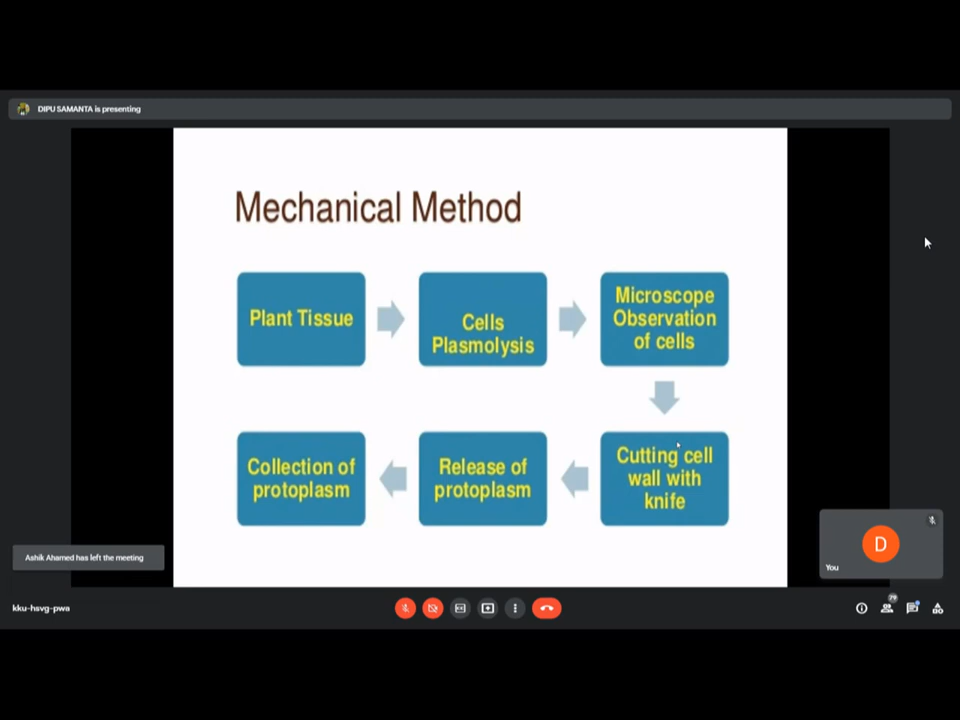 DIPU SAMANTA is presenting
Mechanical Method
Plant Tissue
Cells
Plasmolysis
Microscope
Observation
of cells
Collection of
protoplasm
Release of
protoplasm
Cutting cell
wall with
knife
Ashik Ahamed has left the meeting
D
You
kku-hsvg-pwa
79